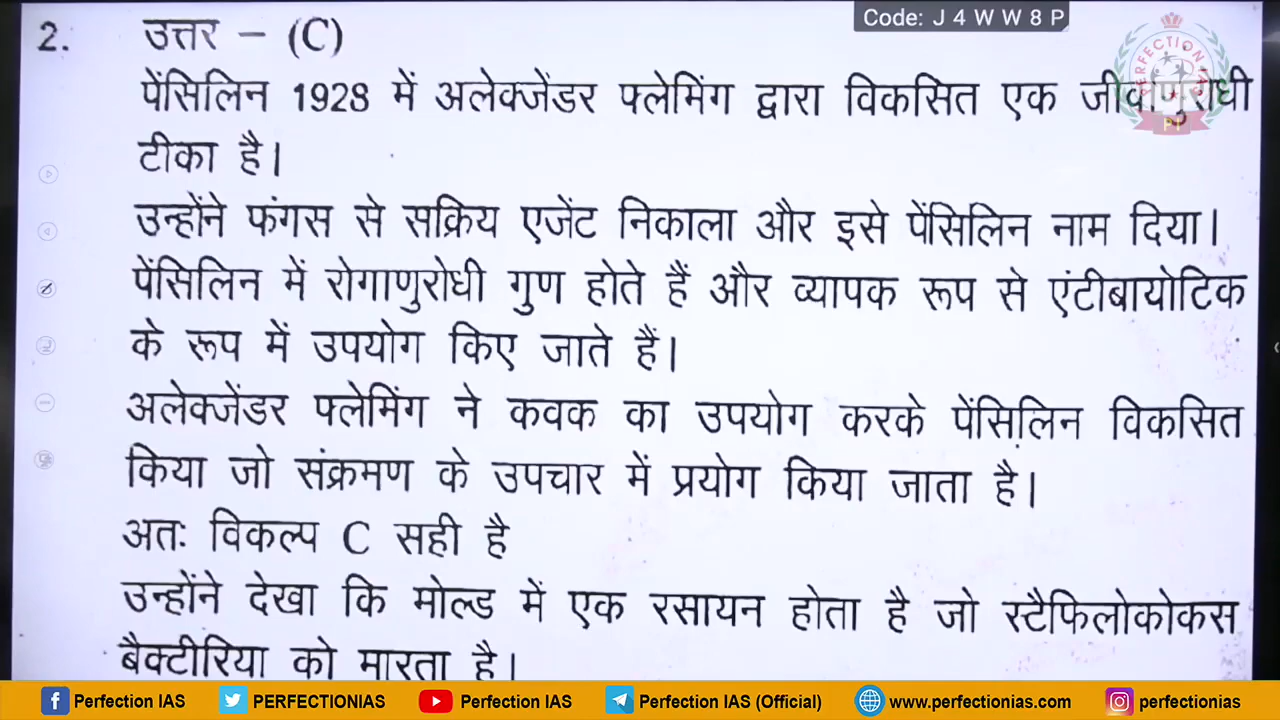 Code: J 4 W W 8 P
2. उत्तर – (C)
पेंसिलिन 1928 में अलेक्जेंडर फ्लेमिंग द्वारा विकसित एक जीवाणुरोधी
टीका है।
उन्होंने फंगस से सक्रिय एजेंट निकाला और इसे पेंसिलिन नाम दिया।
पेंसिलिन में रोगाणुरोधी गुण होते हैं और व्यापक रूप से एंटीबायोटिक
के रूप में उपयोग किए जाते हैं।
अलेक्जेंडर फ्लेमिंग ने कवक का उपयोग करके पेंसिलिन विकसित
किया जो संक्रमण के उपचार में प्रयोग किया जाता है।
अतः विकल्प C सही है
उन्होंने देखा कि मोल्ड में एक रसायन होता है जो स्टैफिलोकोकस
बैक्टीरिया को मारता है।
Perfection IAS PERFECTIONIAS Perfection IAS Perfection IAS (Official) www.perfectionias.com perfectionias